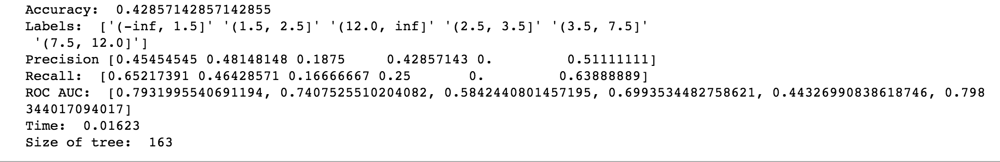 Accuracy:  0.42857142857142855
Labels:  ['(-inf, 1.5]' '(1.5, 2.5]' '(12.0, inf]' '(2.5, 3.5]' '(3.5, 7.5]'
 '(7.5, 12.0]']
Precision [0.45454545 0.48148148 0.1875     0.42857143 0.         0.51111111]
Recall:  [0.65217391 0.46428571 0.16666667 0.25       0.         0.63888889]
ROC AUC:  [0.7931995540691194, 0.7407525510204082, 0.5842440801457195, 0.6993534482758621, 0.44326990838618746, 0.798
344017094017]
Time:  0.01623
Size of tree:  163